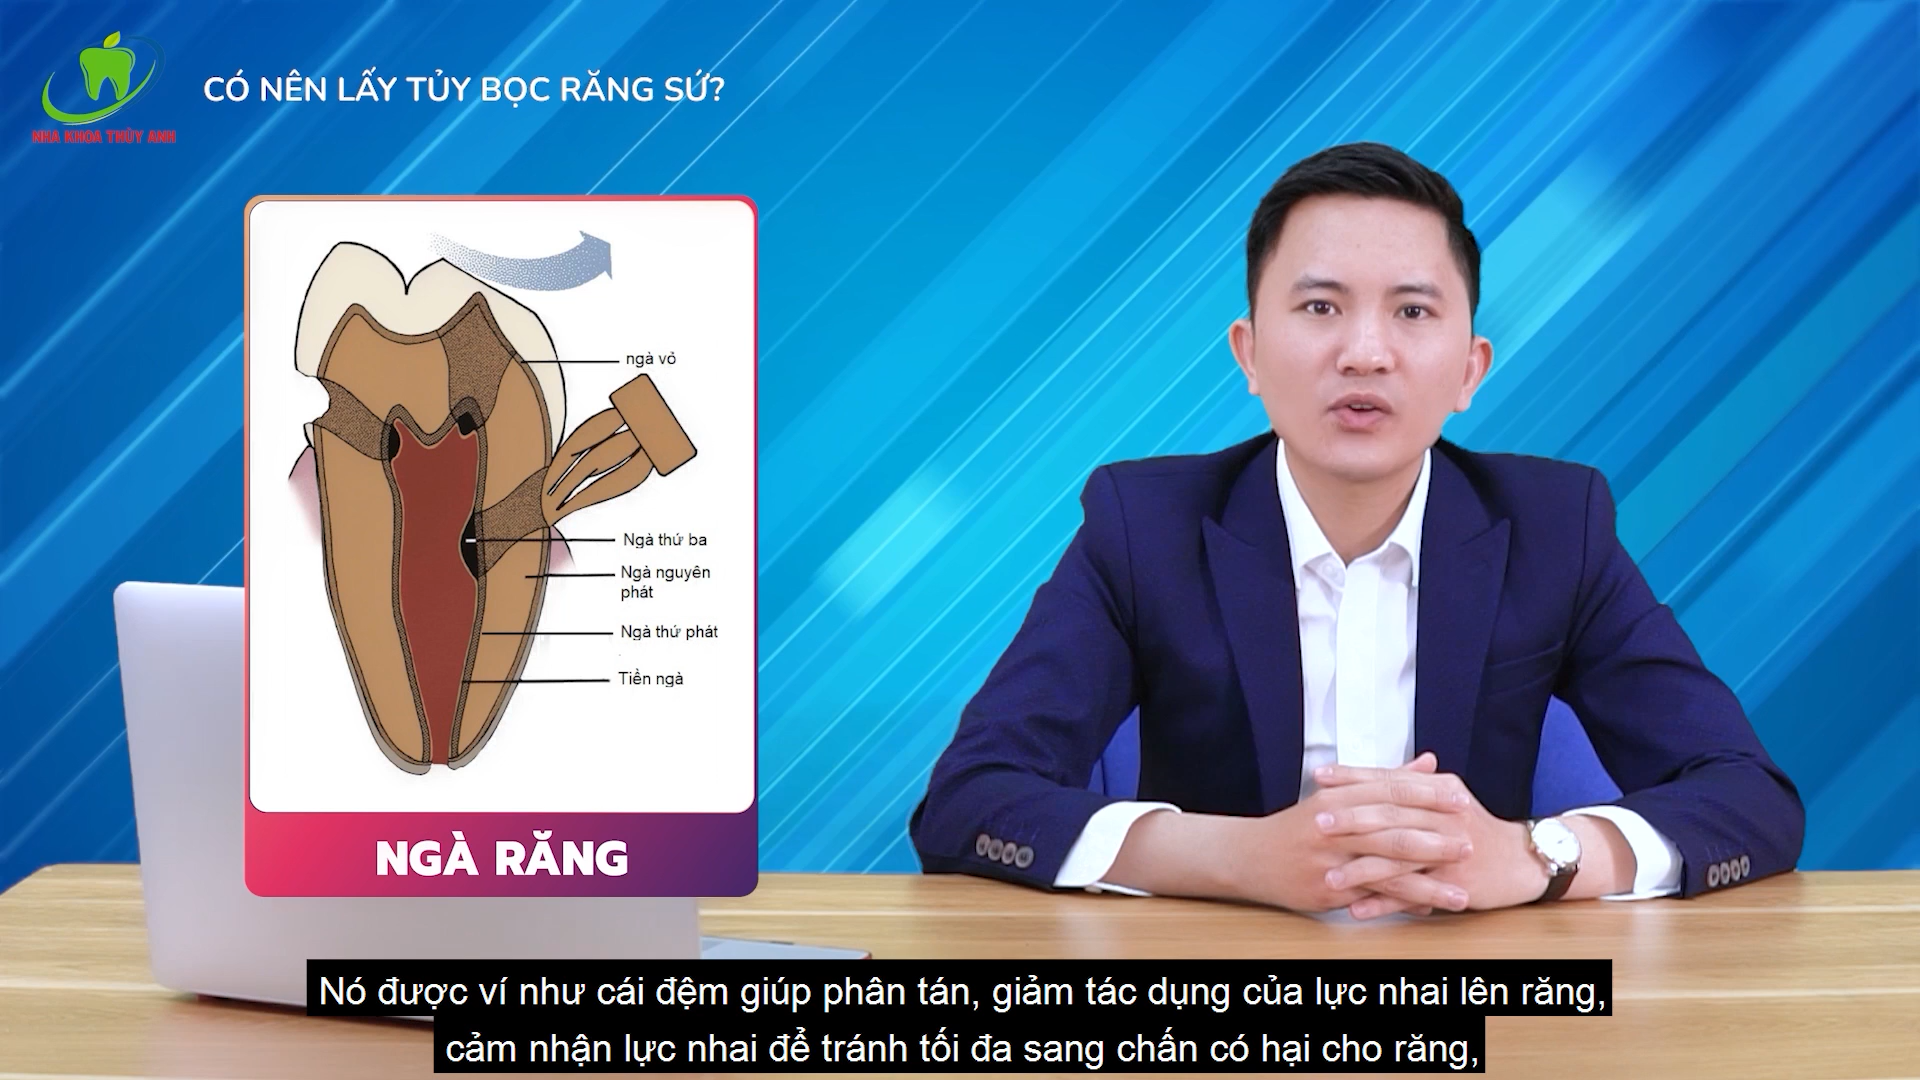 CÓ NÊN LẤY TỦY BỌC RĂNG SỨ?
NHA KHOA THÙY ANH
ngà vỏ
Ngà thứ ba
Ngà nguyên
phát
Ngà thứ phát
Tiền ngà
NGÀ RĂNG
Nó được ví như cái đệm giúp phân tán, giảm tác dụng của lực nhai lên răng,
cảm nhận lực nhai để tránh tối đa sang chấn có hại cho răng,